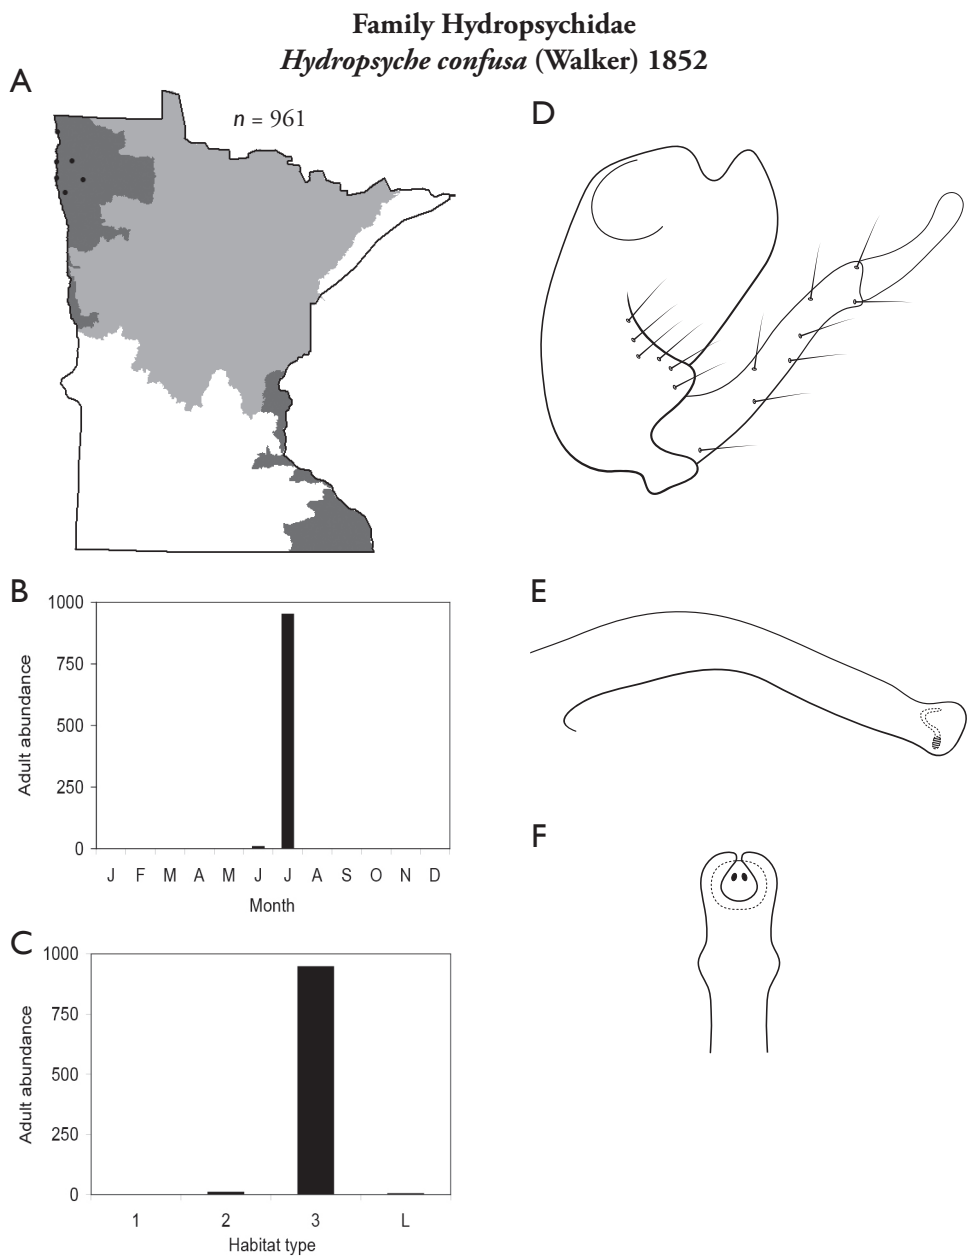 Family Hydropsychidae
Hydropsyche confusa (Walker) 1852
A
n = 961
D
B
1000
750
500
250
0
Adult abundance
J F M A M J J A S O N D
Month
E
C
1000
750
500
250
0
Adult abundance
1 2 3 L
Habitat type
F